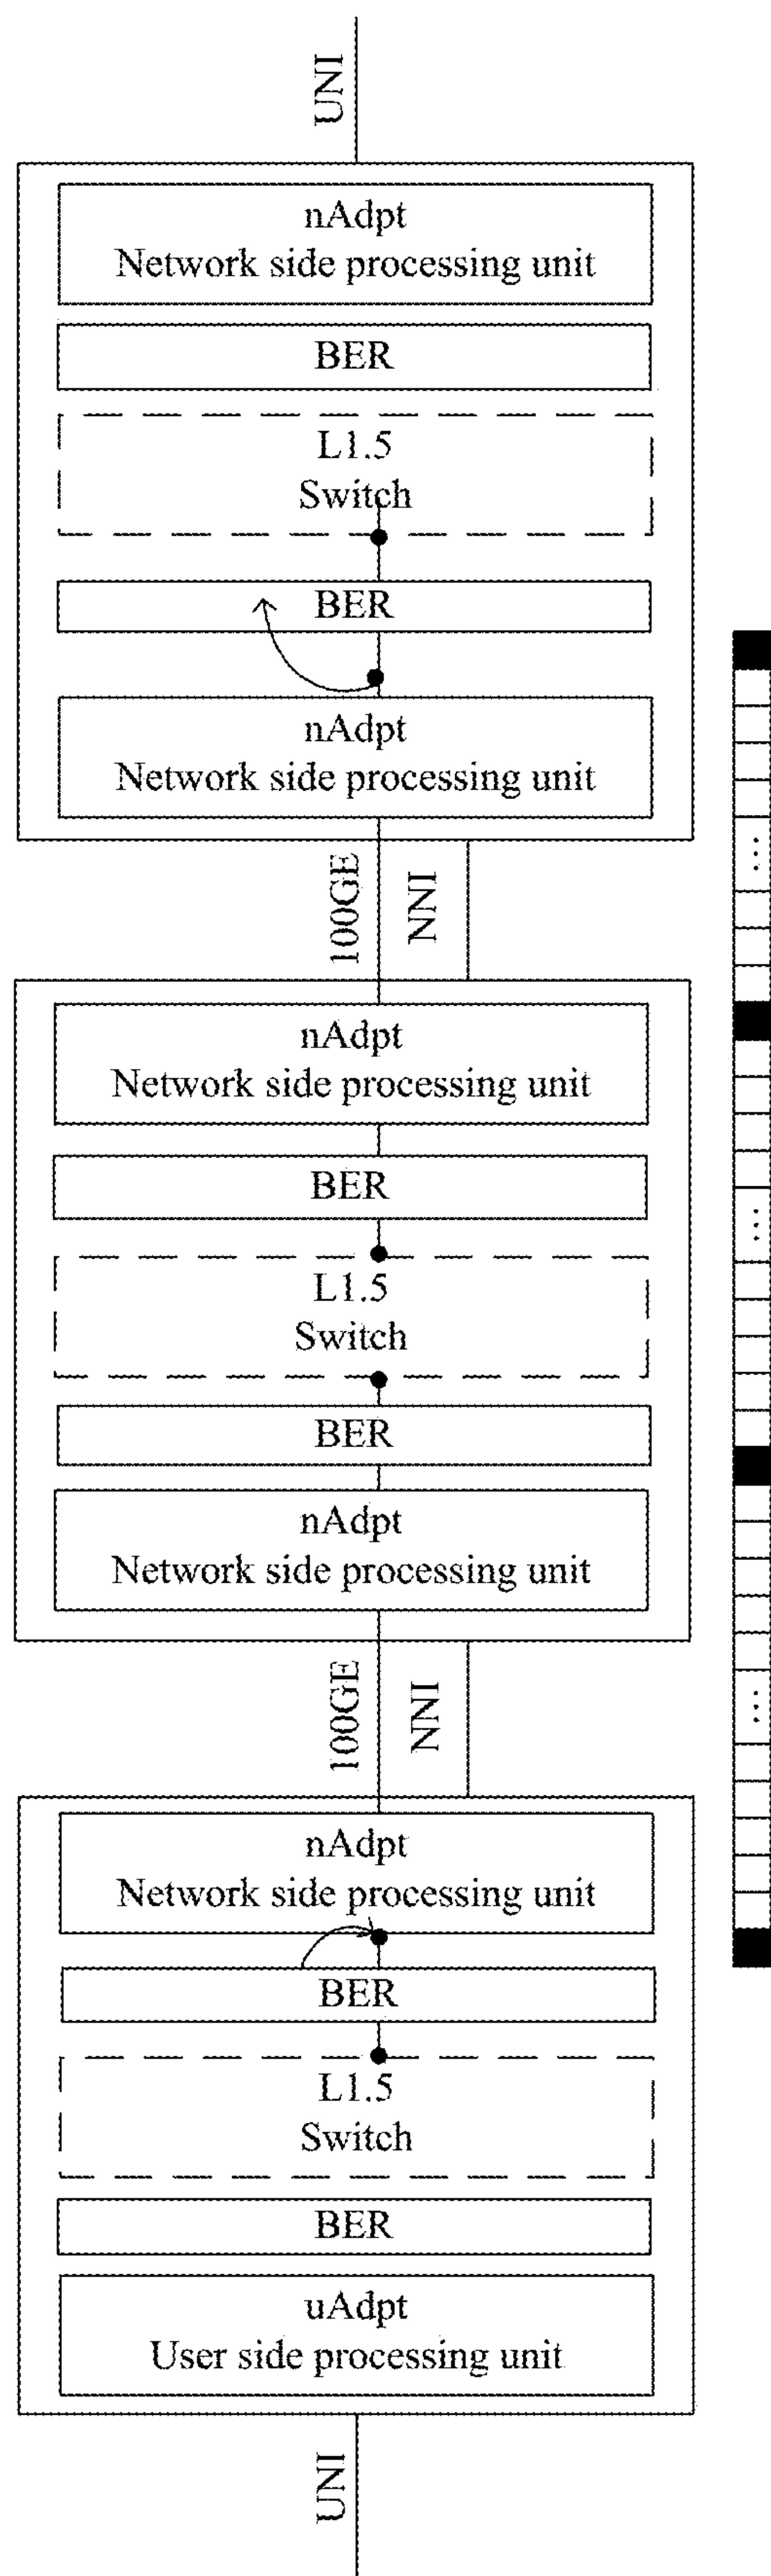 UNI
nAdpt
Network side processing unit
BER
L1.5
Switch
BER
nAdpt
Network side processing unit
100GE
NNI
...
nAdpt
Network side processing unit
BER
L1.5
Switch
BER
nAdpt
Network side processing unit
...
100GE
NNI
...
nAdpt
Network side processing unit
BER
L1.5
Switch
BER
uAdpt
User side processing unit
UNI